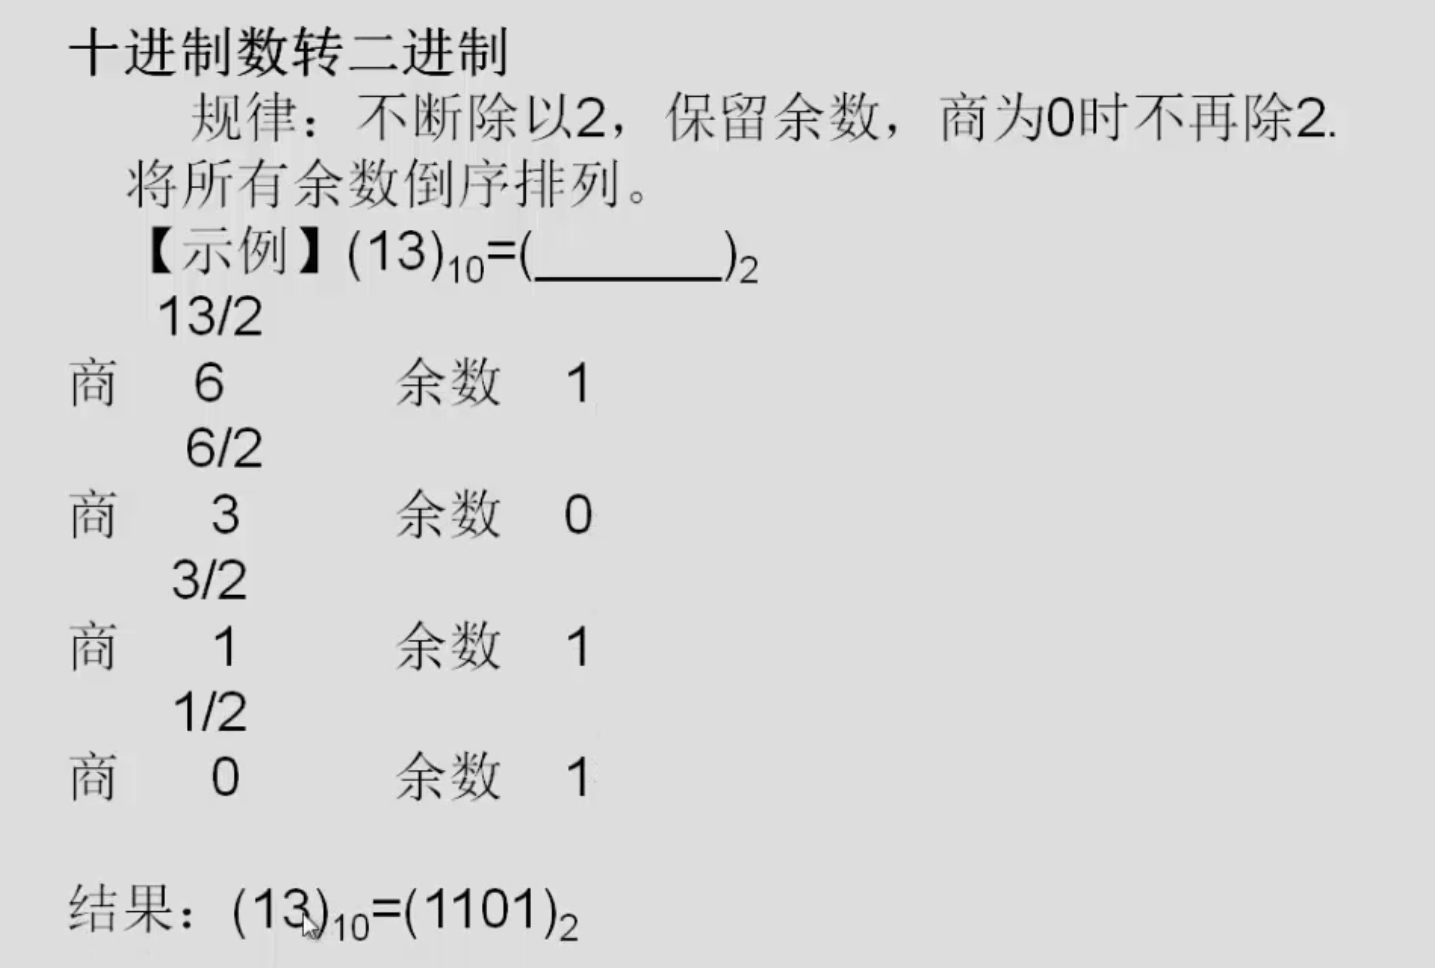 十进制数转二进制
规律：不断除以2，保留余数，商为0时不再除2.
将所有余数倒序排列。
【示例】(13)10=(______)2
13/2
商 6 余数 1
6/2
商 3 余数 0
3/2
商 1 余数 1
1/2
商 0 余数 1
结果：(13)10=(1101)2